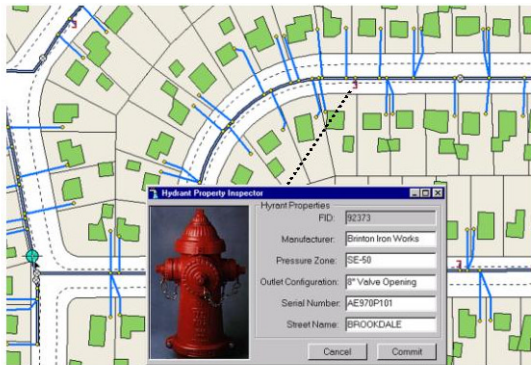 Hydrant Property Inspector
Hyrant Properties
FID: 92373
Manufacturer: Brinton Iron Works
Pressure Zone: SE-50
Outlet Configuration: 8" Valve Opening
Serial Number: AE970P101
Street Name: BROOKDALE
Cancel Commit